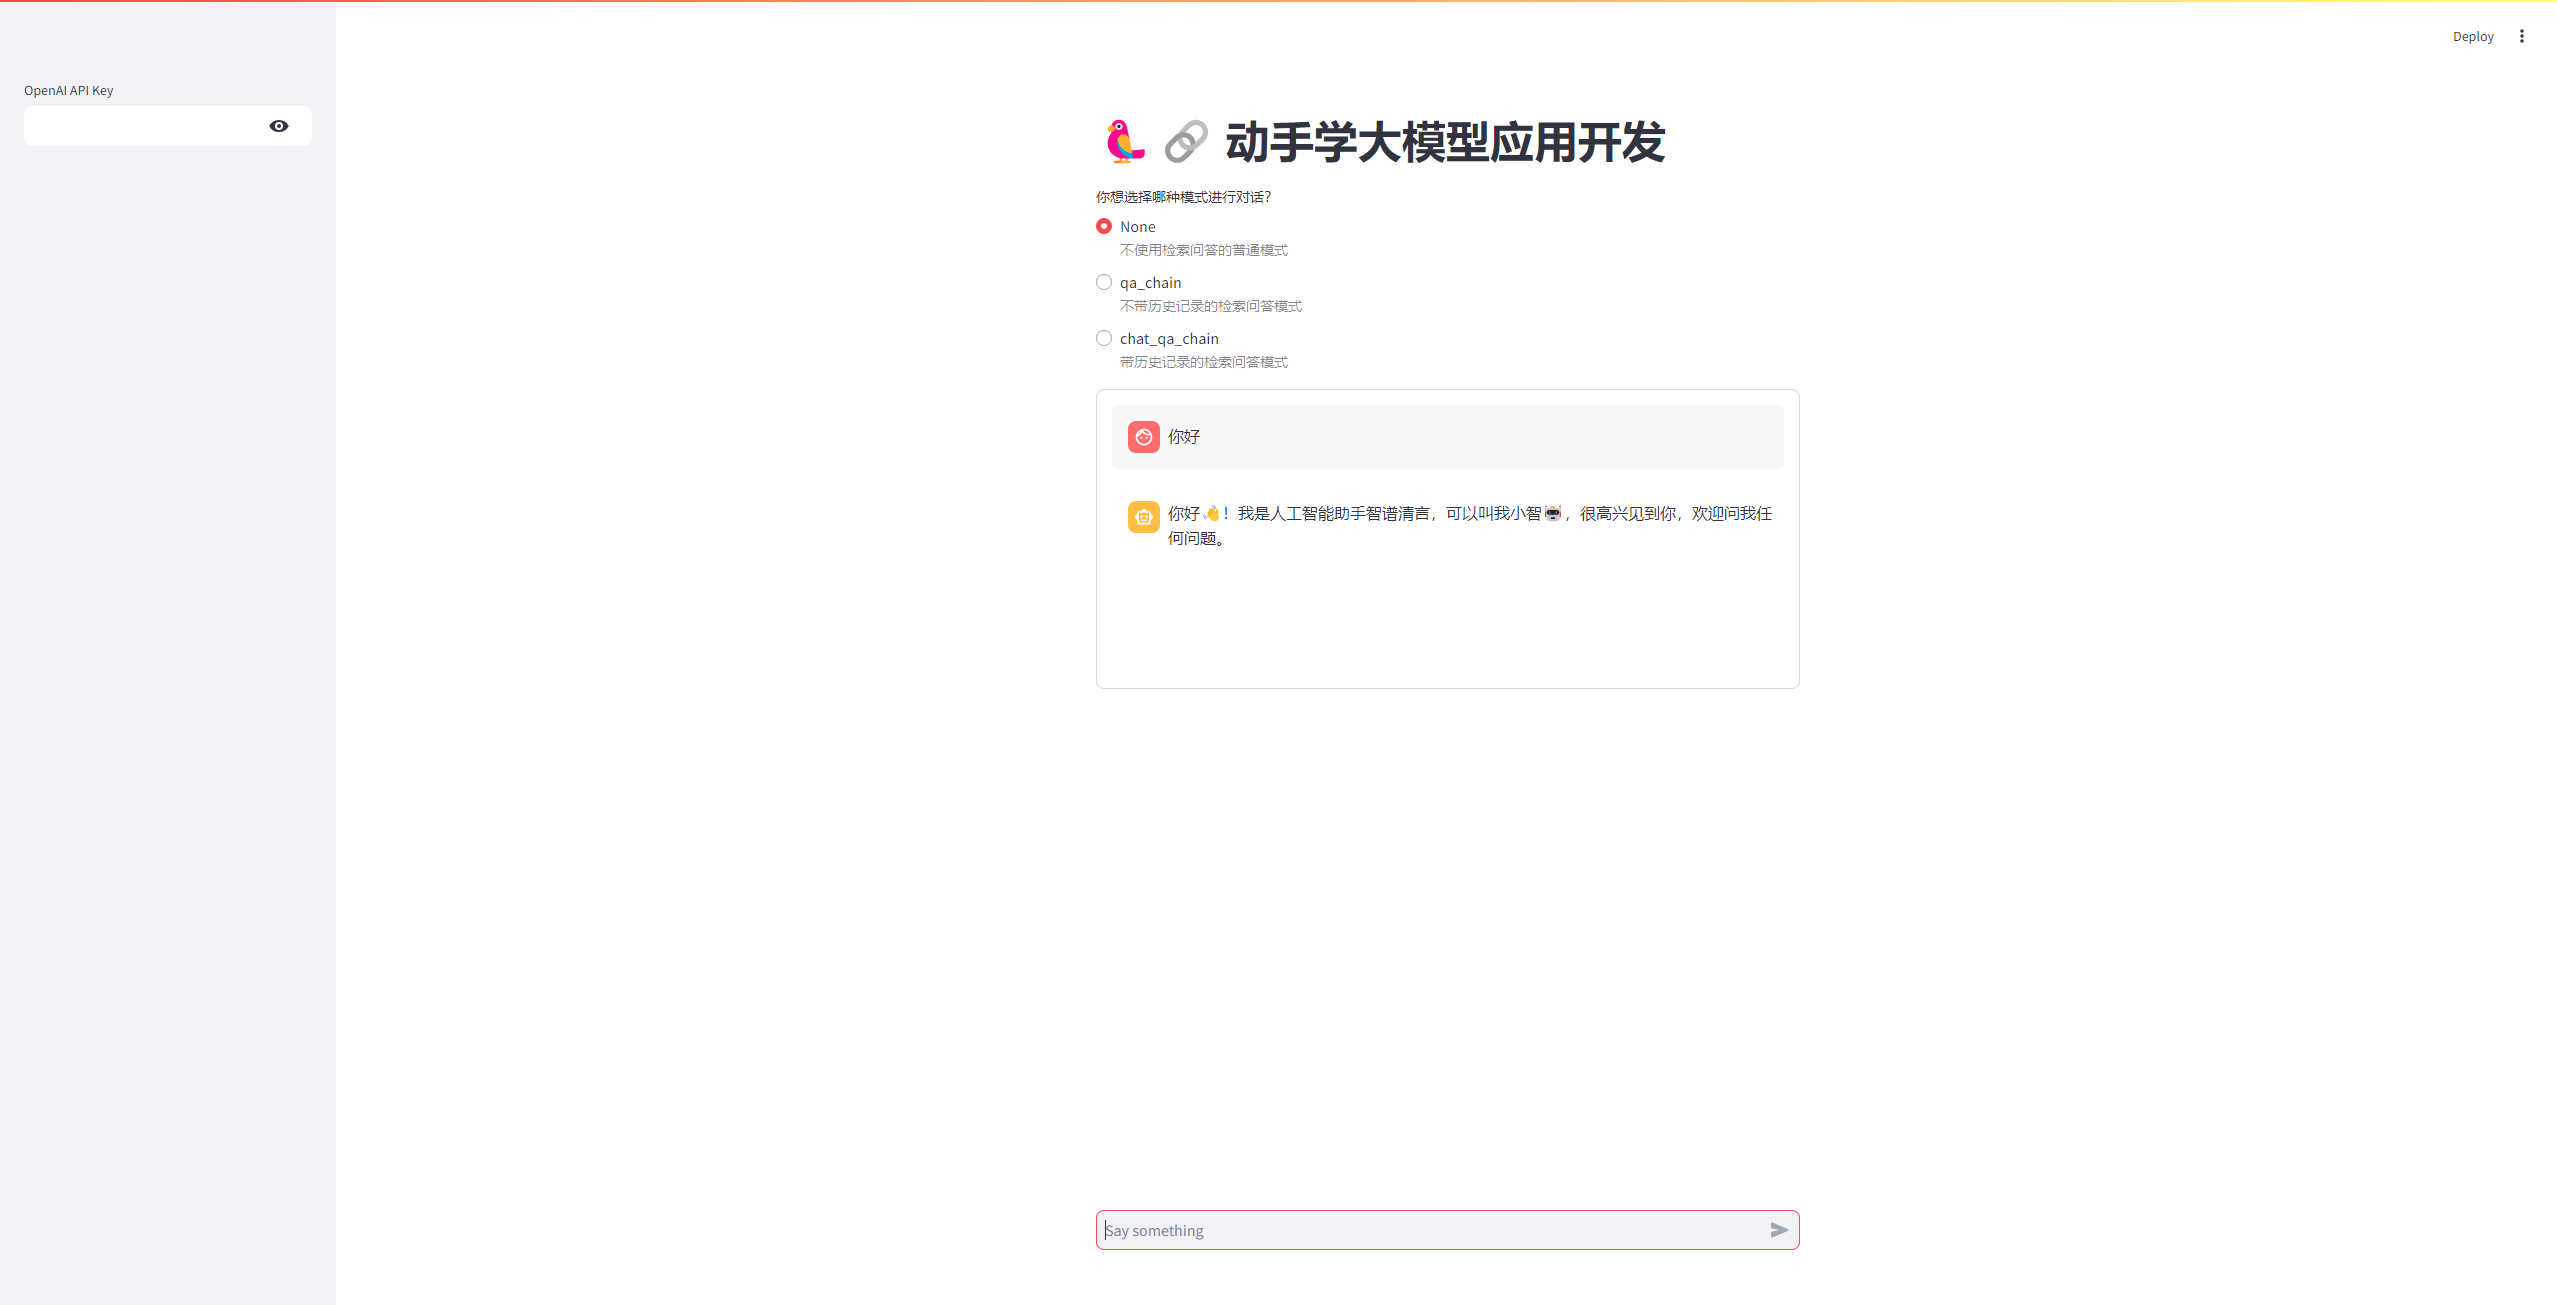 Deploy
OpenAI API Key
🦜🔗 动手学大模型应用开发
你想选择哪种模式进行对话？
None
不使用检索问答的普通模式
qa_chain
不带历史记录的检索问答模式
chat_qa_chain
带历史记录的检索问答模式
你好
你好👋！我是人工智能助手智谱清言，可以叫我小智🤖，很高兴见到你，欢迎问我任
何问题。
Say something